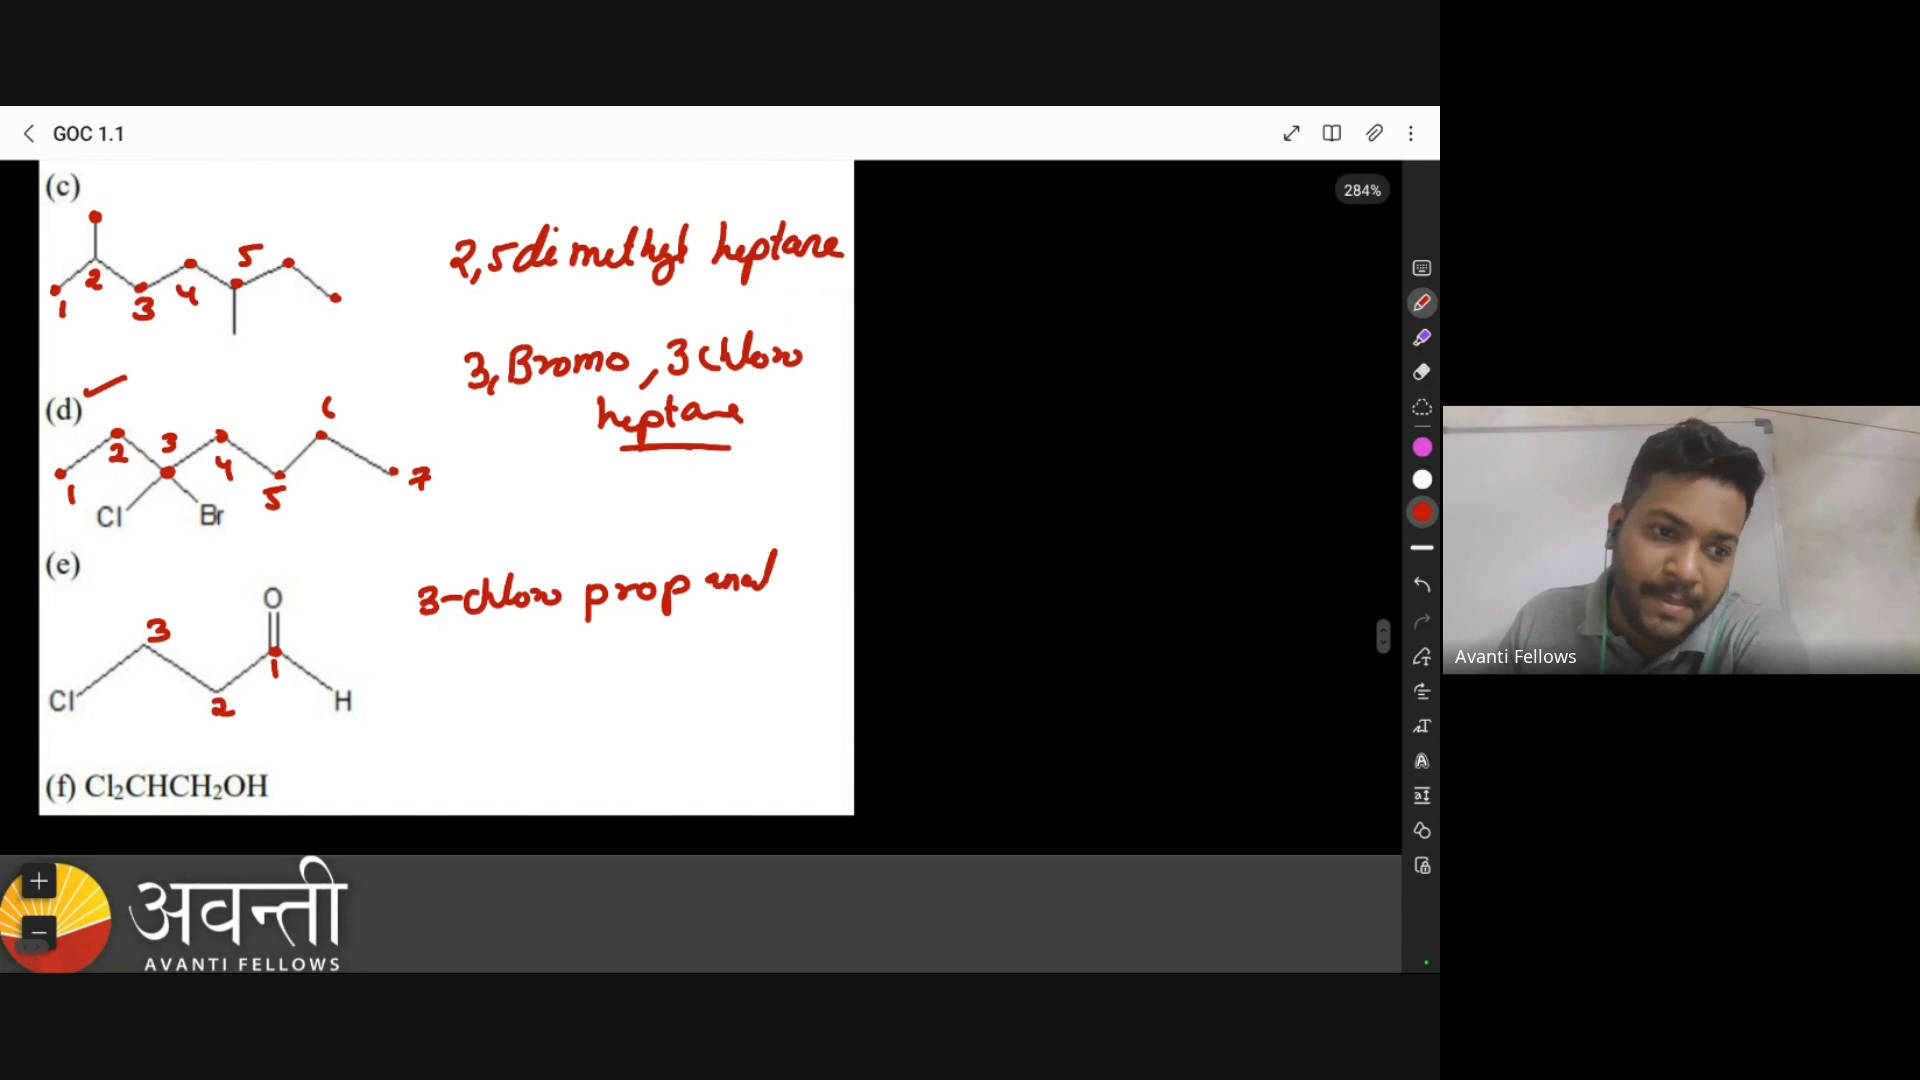 GOC 1.1
284%
(c)
1
2
3
4
5
2,5 dimethyl heptane
(d)
1
2
3
4
5
6
7
Cl
Br
3, Bromo, 3 chloro
heptane
(e)
O
3
1
2
Cl
H
3-chloro propanal
(f) Cl₂CHCH₂OH
अवन्ती
AVANTI FELLOWS
Avanti Fellows